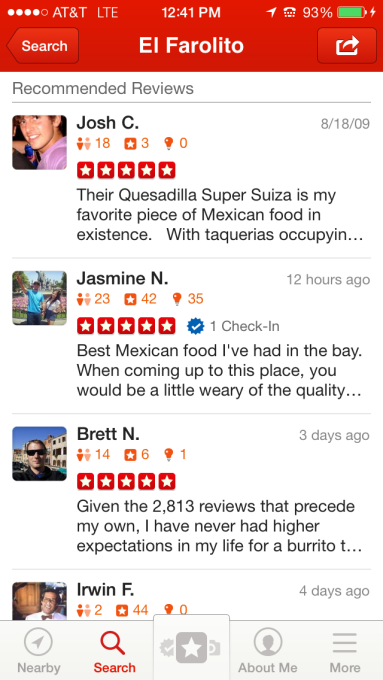 AT&T LTE 12:41 PM 93%
Search El Farolito
Recommended Reviews
Josh C. 8/18/09
18 3 0
Their Quesadilla Super Suiza is my
favorite piece of Mexican food in
existence. With taquerias occupyin…
Jasmine N. 12 hours ago
23 42 35
1 Check-In
Best Mexican food I've had in the bay.
When coming up to this place, you
would be a little weary of the quality…
Brett N. 3 days ago
14 6 1
Given the 2,813 reviews that precede
my own, I have never had higher
expectations in my life for a burrito t…
Irwin F. 4 days ago
2 44 0
Nearby Search About Me More